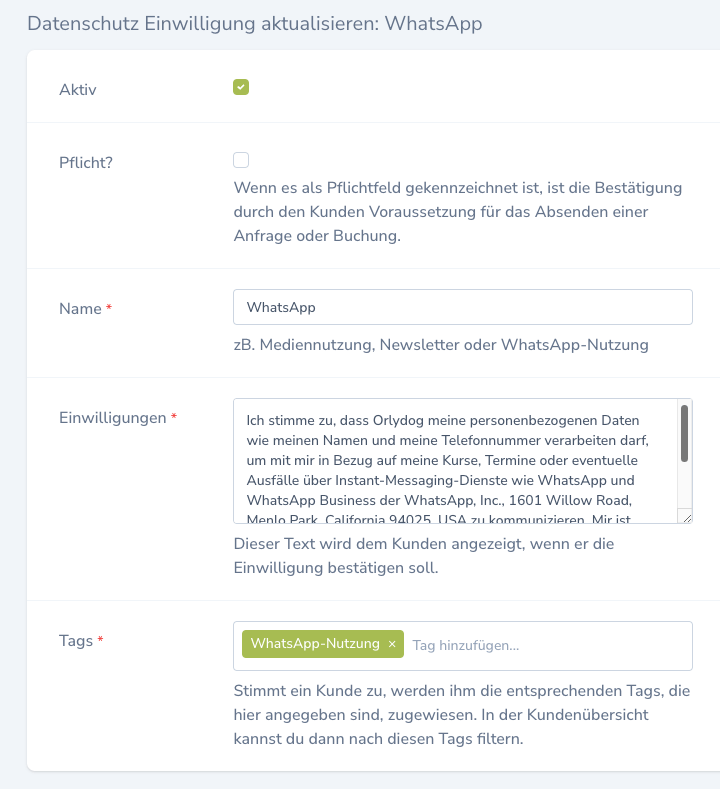 Datenschutz Einwilligung aktualisieren: WhatsApp
Aktiv
Pflicht?
Wenn es als Pflichtfeld gekennzeichnet ist, ist die Bestätigung
durch den Kunden Voraussetzung für das Absenden einer
Anfrage oder Buchung.
Name *
WhatsApp
zB. Mediennutzung, Newsletter oder WhatsApp-Nutzung
Einwilligungen *
Ich stimme zu, dass Orlydog meine personenbezogenen Daten
wie meinen Namen und meine Telefonnummer verarbeiten darf,
um mit mir in Bezug auf meine Kurse, Termine oder eventuelle
Ausfälle über Instant-Messaging-Dienste wie WhatsApp und
WhatsApp Business der WhatsApp, Inc., 1601 Willow Road,
Menlo Park, California 94025, USA zu kommunizieren. Mir ist
Dieser Text wird dem Kunden angezeigt, wenn er die
Einwilligung bestätigen soll.
Tags *
WhatsApp-Nutzung × Tag hinzufügen...
Stimmt ein Kunde zu, werden ihm die entsprechenden Tags, die
hier angegeben sind, zugewiesen. In der Kundenübersicht
kannst du dann nach diesen Tags filtern.